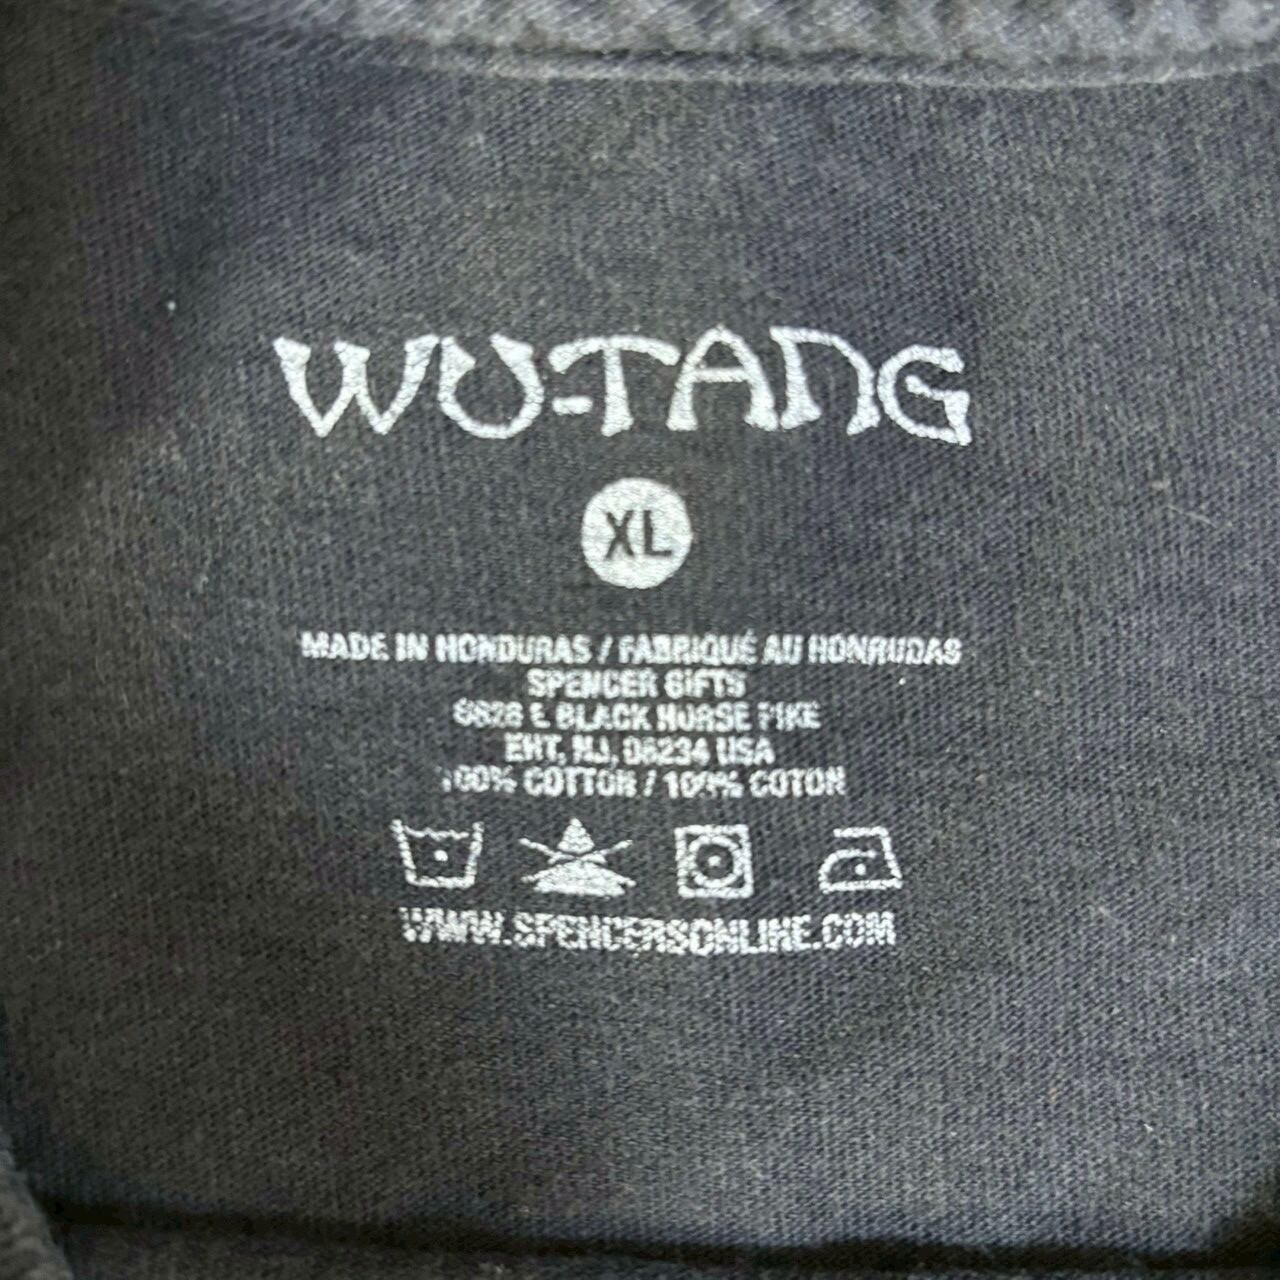 WU-TANG
XL
MADE IN HONDURAS / FABRIQUÉ AU HONRUDAS
SPENCER GIFTS
6826 E. BLACK HORSE PIKE
EHT, NJ, 08234 USA
100% COTTON / 100% COTON
WWW.SPENCERSONLINE.COM